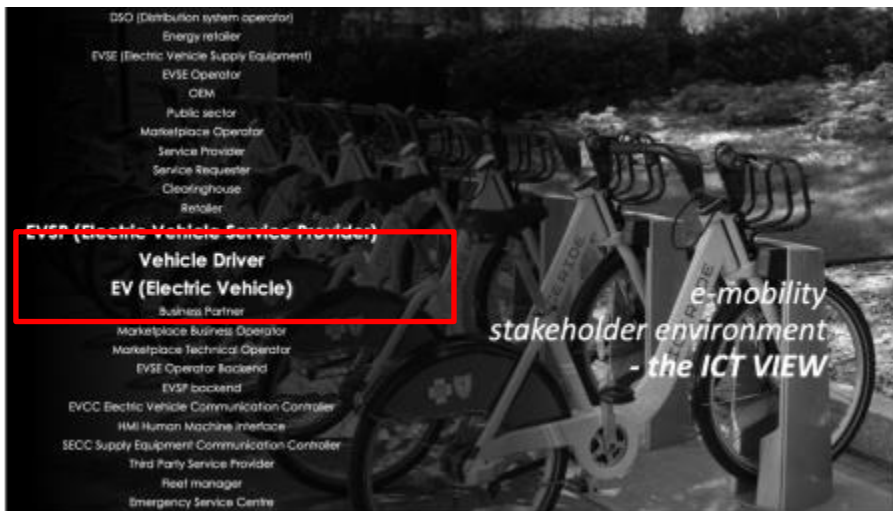 DSO (Distribution system operator)
Energy retailer
EVSE (Electric Vehicle Supply Equipment)
EVSE Operator
OEM
Public sector
Marketplace Operator
Service Provider
Service Requester
Clearinghouse
Retailer
EVSP (Electric Vehicle Service Provider)
Vehicle Driver
EV (Electric Vehicle)
Business Partner
Marketplace Business Operator
Marketplace Technical Operator
EVSE Operator Backend
EVSP backend
EVCC Electric Vehicle Communication Controller
HMI Human Machine Interface
SECC Supply Equipment Communication Controller
Third Party Service Provider
Fleet manager
Emergency Service Centre
e-mobility
stakeholder environment
- the ICT VIEW